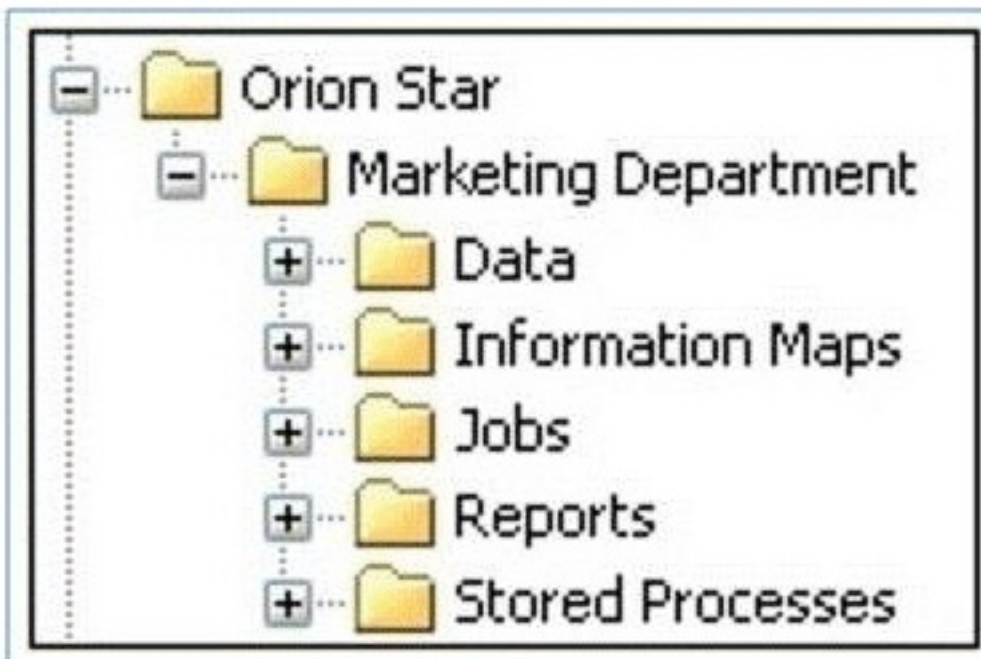 Orion Star
Marketing Department
Data
Information Maps
Jobs
Reports
Stored Processes